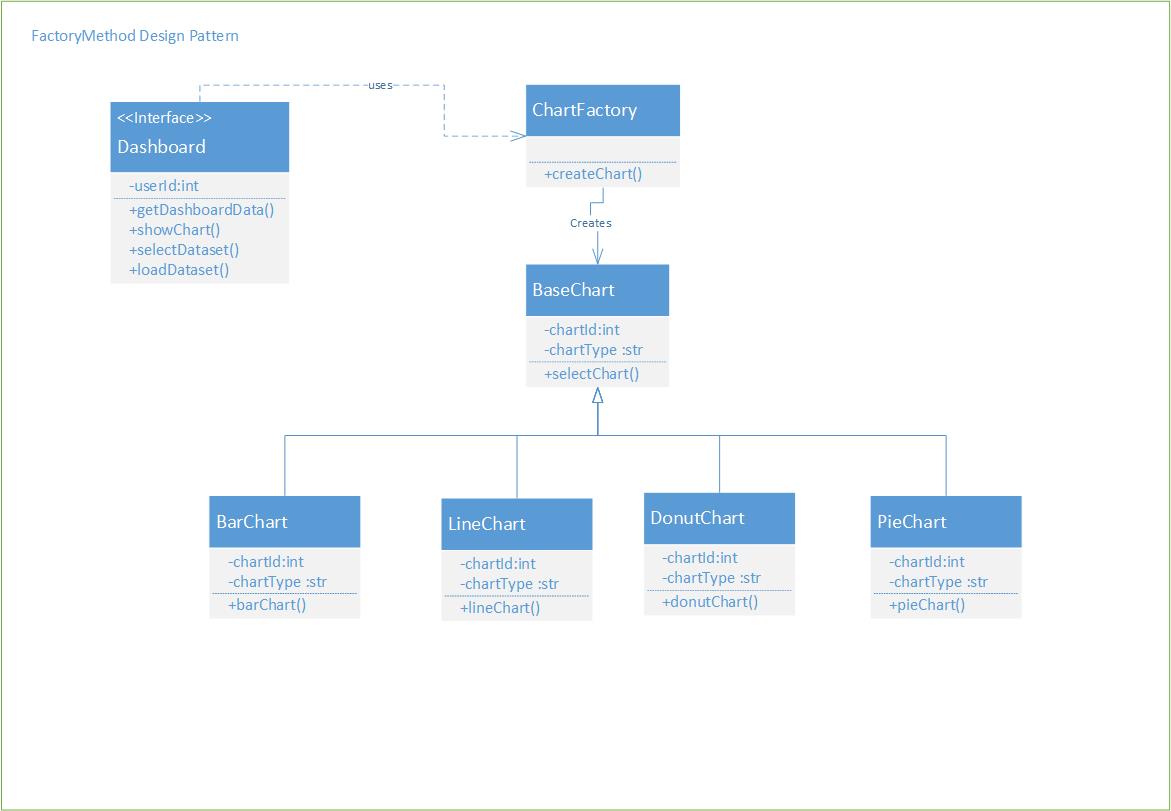 FactoryMethod Design Pattern
uses
<<Interface>>
Dashboard
-userId:int
+getDashboardData()
+showChart()
+selectDataset()
+loadDataset()
ChartFactory
+createChart()
Creates
BaseChart
-chartId:int
-chartType :str
+selectChart()
BarChart
-chartId:int
-chartType :str
+barChart()
LineChart
-chartId:int
-chartType :str
+lineChart()
DonutChart
-chartId:int
-chartType :str
+donutChart()
PieChart
-chartId:int
-chartType :str
+pieChart()